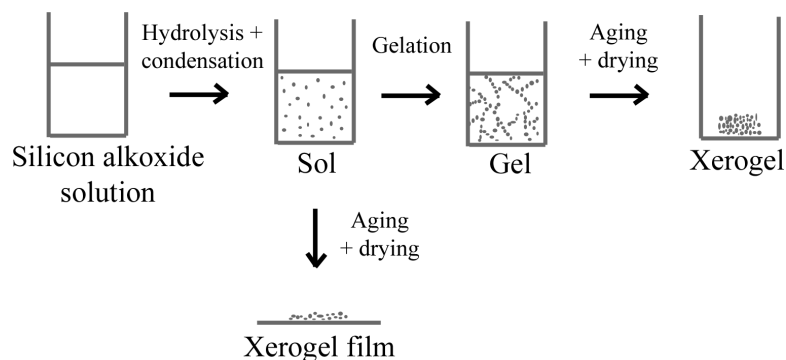 Hydrolysis +
condensation
Gelation
Aging
+ drying
Silicon alkoxide
solution
Sol
Gel
Xerogel
Aging
+ drying
Xerogel film